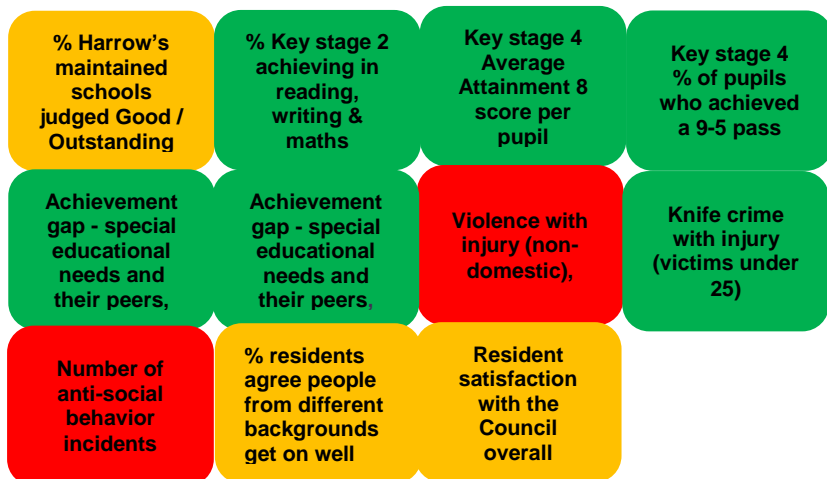 % Harrow's
maintained
schools
judged Good /
Outstanding
% Key stage 2
achieving in
reading,
writing &
maths
Key stage 4
Average
Attainment 8
score per
pupil
Key stage 4
% of pupils
who achieved
a 9-5 pass
Achievement
gap - special
educational
needs and
their peers,
Achievement
gap - special
educational
needs and
their peers,
Violence with
injury (non-
domestic),
Knife crime
with injury
(victims under
25)
Number of
anti-social
behavior
incidents
% residents
agree people
from different
backgrounds
get on well
Resident
satisfaction
with the
Council
overall